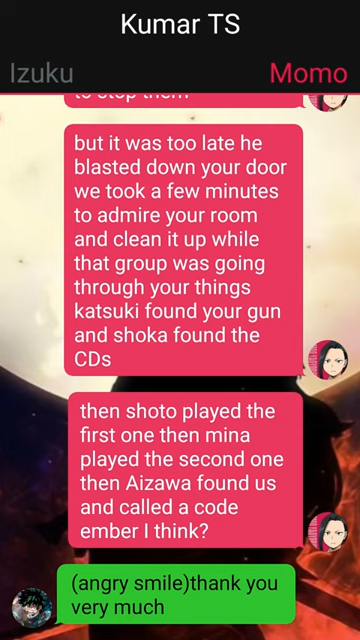 Kumar TS
Izuku
Momo
to stop them
but it was too late he
blasted down your door
we took a few minutes
to admire your room
and clean it up while
that group was going
through your things
katsuki found your gun
and shoka found the
CDs
then shoto played the
first one then mina
played the second one
then Aizawa found us
and called a code
ember I think?
(angry smile)thank you
very much